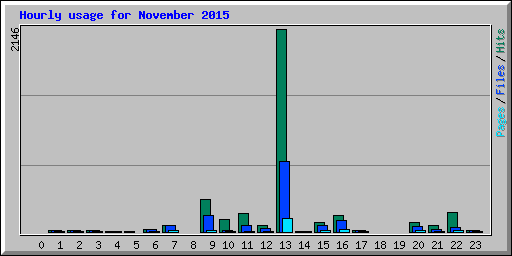 Hourly usage for November 2015
2146
Pages/Files/Hits
0 1 2 3 4 5 6 7 8 9 10 11 12 13 14 15 16 17 18 19 20 21 22 23